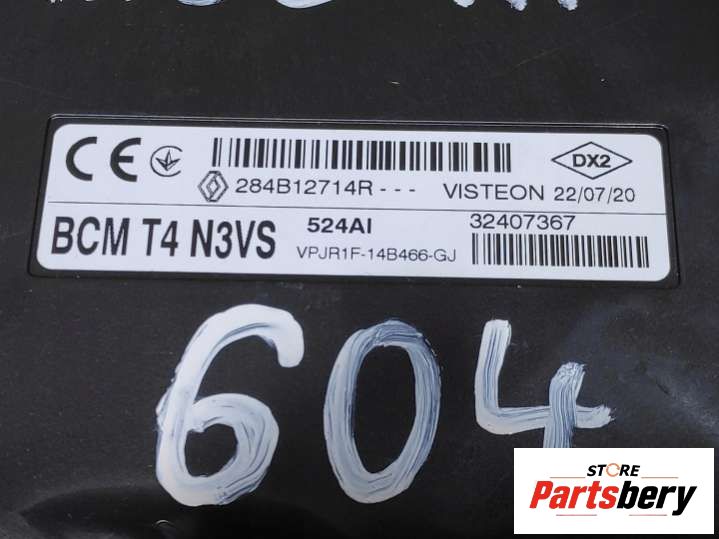 CE
DX2
284B12714R - - - VISTEON 22/07/20
BCM T4 N3VS 524AI 32407367
VPJR1F-14B466-GJ
604
STORE
Partsbery